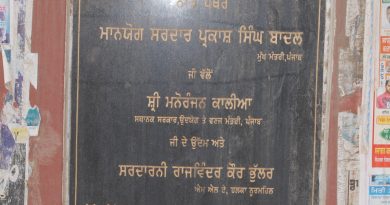 ਮਾਨਯੋਗ ਸਰਦਾਰ ਪ੍ਰਕਾਸ਼ ਸਿੰਘ ਬਾਦਲ
ਮੁੱਖ ਮੰਤਰੀ,ਪੰਜਾਬ
ਜੀ ਵੱਲੋਂ
ਸ਼੍ਰੀ ਮਨੋਰੰਜਨ ਕਾਲੀਆ
ਸਥਾਨਕ ਸਰਕਾਰ,ਉਦਯੋਗ ਤੇ ਵਣਜ ਮੰਤਰੀ, ਪੰਜਾਬ
ਜੀ ਦੇ ਉੱਦਮ ਅਤੇ
ਸਰਦਾਰਨੀ ਰਾਜਵਿੰਦਰ ਕੌਰ ਭੁੱਲਰ
ਐਮ ਐਲ ਏ, ਹਲਕਾ ਨੂਰਮਹਿਲ